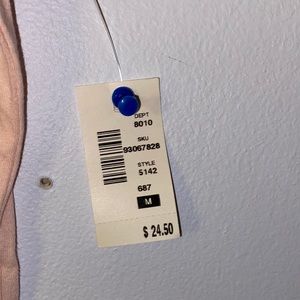 DEPT
8010
SKU
93067828
STYLE
5142
687
M
$ 24.50